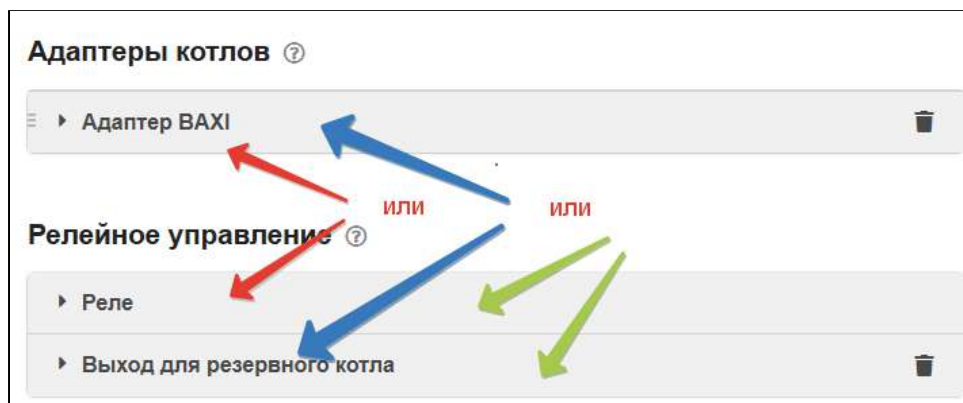 Адаптеры котлов ?
Адаптер BAXI
или
или
Релейное управление ?
Реле
Выход для резервного котла